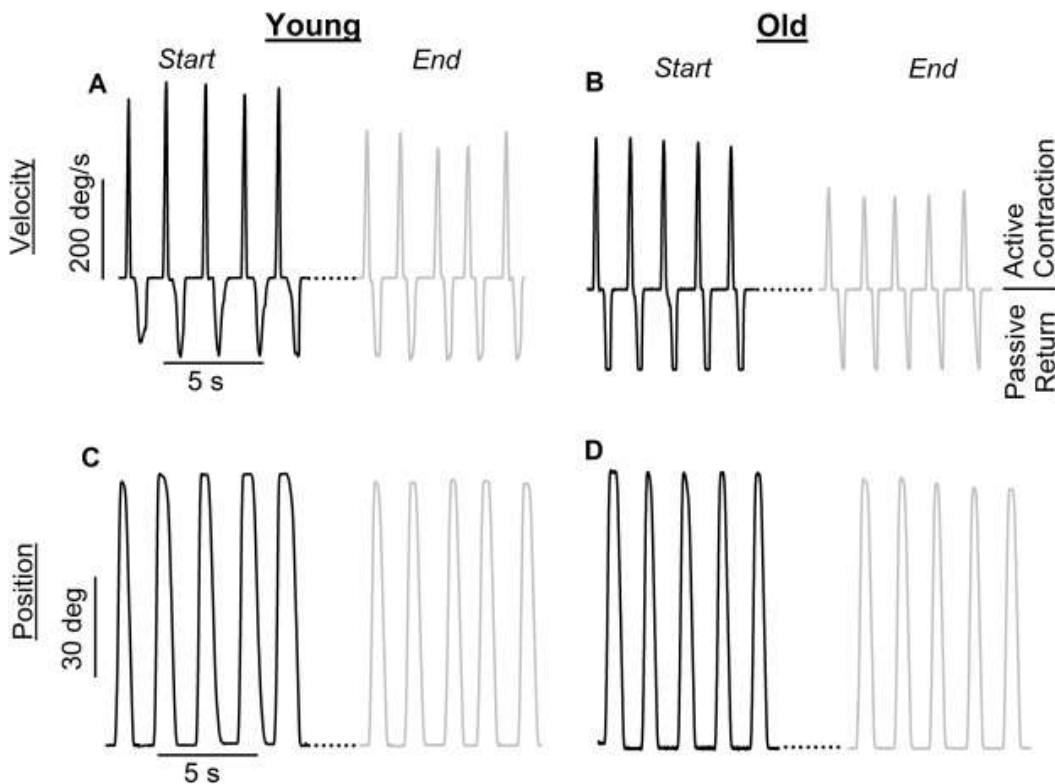 Young
Old
Start
End
Start
End
A
B
Velocity
200 deg/s
5 s
Active
Contraction
Passive
Return
C
D
Position
30 deg
5 s